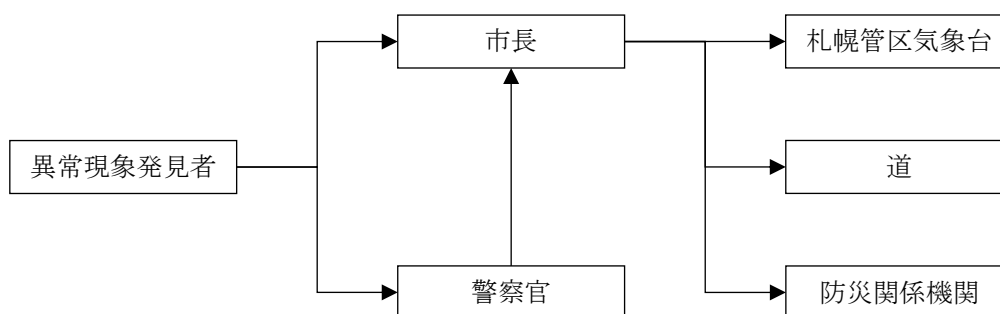 市長
札幌管区気象台
異常現象発見者
道
警察官
防災関係機関